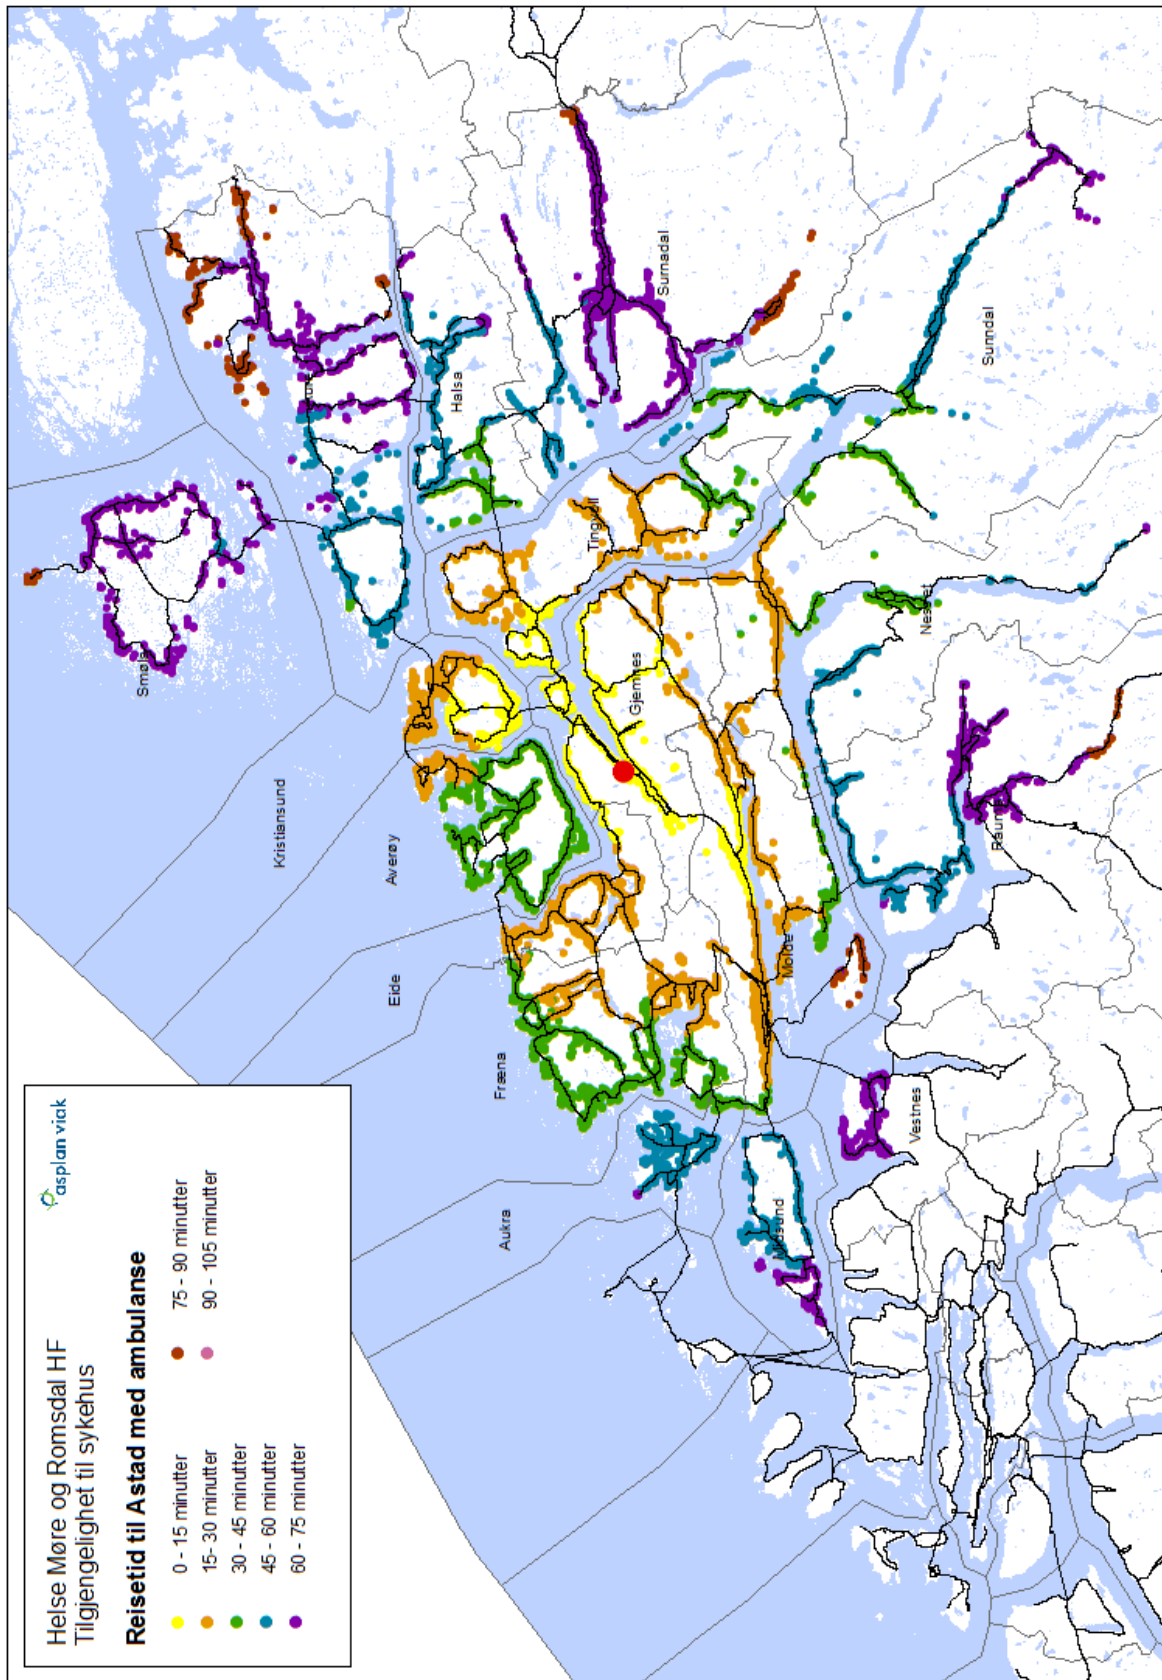 Helse Møre og Romsdal HF
Tilgjengelighet til sykehus
asplan viak
Reisetid til Astad med ambulanse
0 - 15 minutter
15- 30 minutter
30 - 45 minutter
45 - 60 minutter
60 - 75 minutter
75 - 90 minutter
90 - 105 minutter
Smøla
Kristiansund
Averøy
Eide
Fræna
Aukra
Midsund
Vestnes
Molde
Gjemnes
Tingvoll
Halsa
Surnadal
Sunndal
Nesset
Rauma